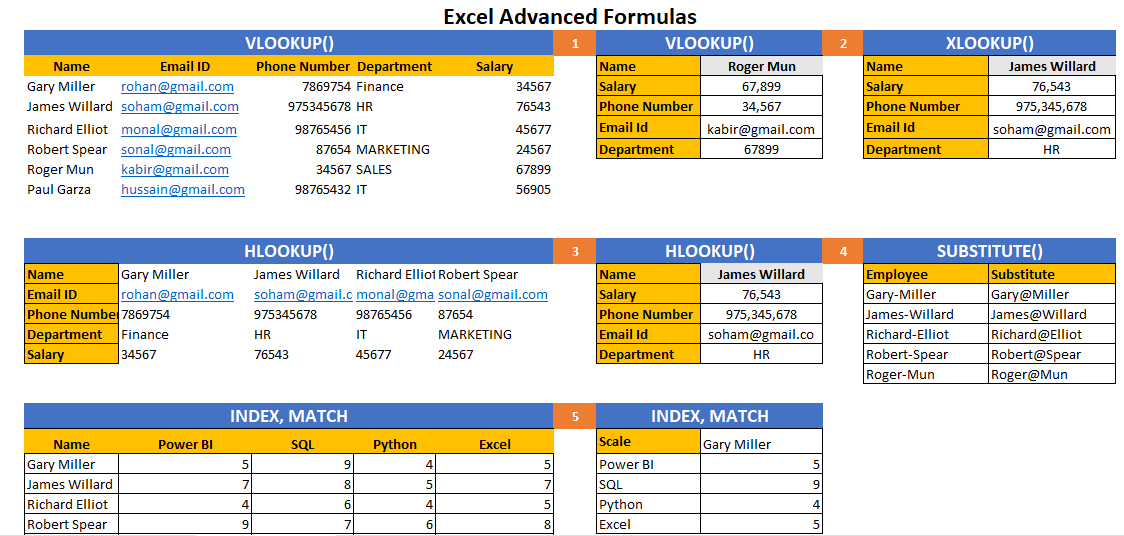 Excel Advanced Formulas
VLOOKUP() 1 VLOOKUP() 2 XLOOKUP()
Name Email ID Phone Number Department Salary Name Roger Mun Name James Willard
Gary Miller rohan@gmail.com 7869754 Finance 34567 Salary 67,899 Salary 76,543
James Willard soham@gmail.com 975345678 HR 76543 Phone Number 34,567 Phone Number 975,345,678
Richard Elliot monal@gmail.com 98765456 IT 45677 Email Id kabir@gmail.com Email Id soham@gmail.com
Robert Spear sonal@gmail.com 87654 MARKETING 24567 Department 67899 Department HR
Roger Mun kabir@gmail.com 34567 SALES 67899
Paul Garza hussain@gmail.com 98765432 IT 56905
HLOOKUP() 3 HLOOKUP() 4 SUBSTITUTE()
Name Gary Miller James Willard Richard Elliot Robert Spear Name James Willard Employee Substitute
Email ID rohan@gmail.com soham@gmail.c monal@gma sonal@gmail.com Salary 76,543 Gary-Miller Gary@Miller
Phone Number 7869754 975345678 98765456 87654 Phone Number 975,345,678 James-Willard James@Willard
Department Finance HR IT MARKETING Email Id soham@gmail.co Richard-Elliot Richard@Elliot
Salary 34567 76543 45677 24567 Department HR Robert-Spear Robert@Spear
Roger-Mun Roger@Mun
INDEX, MATCH 5 INDEX, MATCH
Name Power BI SQL Python Excel Scale Gary Miller
Gary Miller 5 9 4 5 Power BI 5
James Willard 7 8 5 7 SQL 9
Richard Elliot 4 6 4 5 Python 4
Robert Spear 9 7 6 8 Excel 5